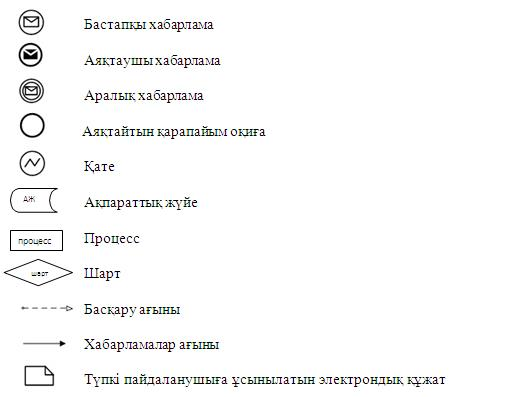 Бастапқы хабарлама
Аяқтаушы хабарлама
Аралық хабарлама
Аяқтайтын қарапайым оқиға
Қате
АЖ Ақпараттық жүйе
процесс Процесс
шарт Шарт
Басқару ағыны
Хабарламалар ағыны
Түпкі пайдаланушыға ұсынылатын электрондық құжат